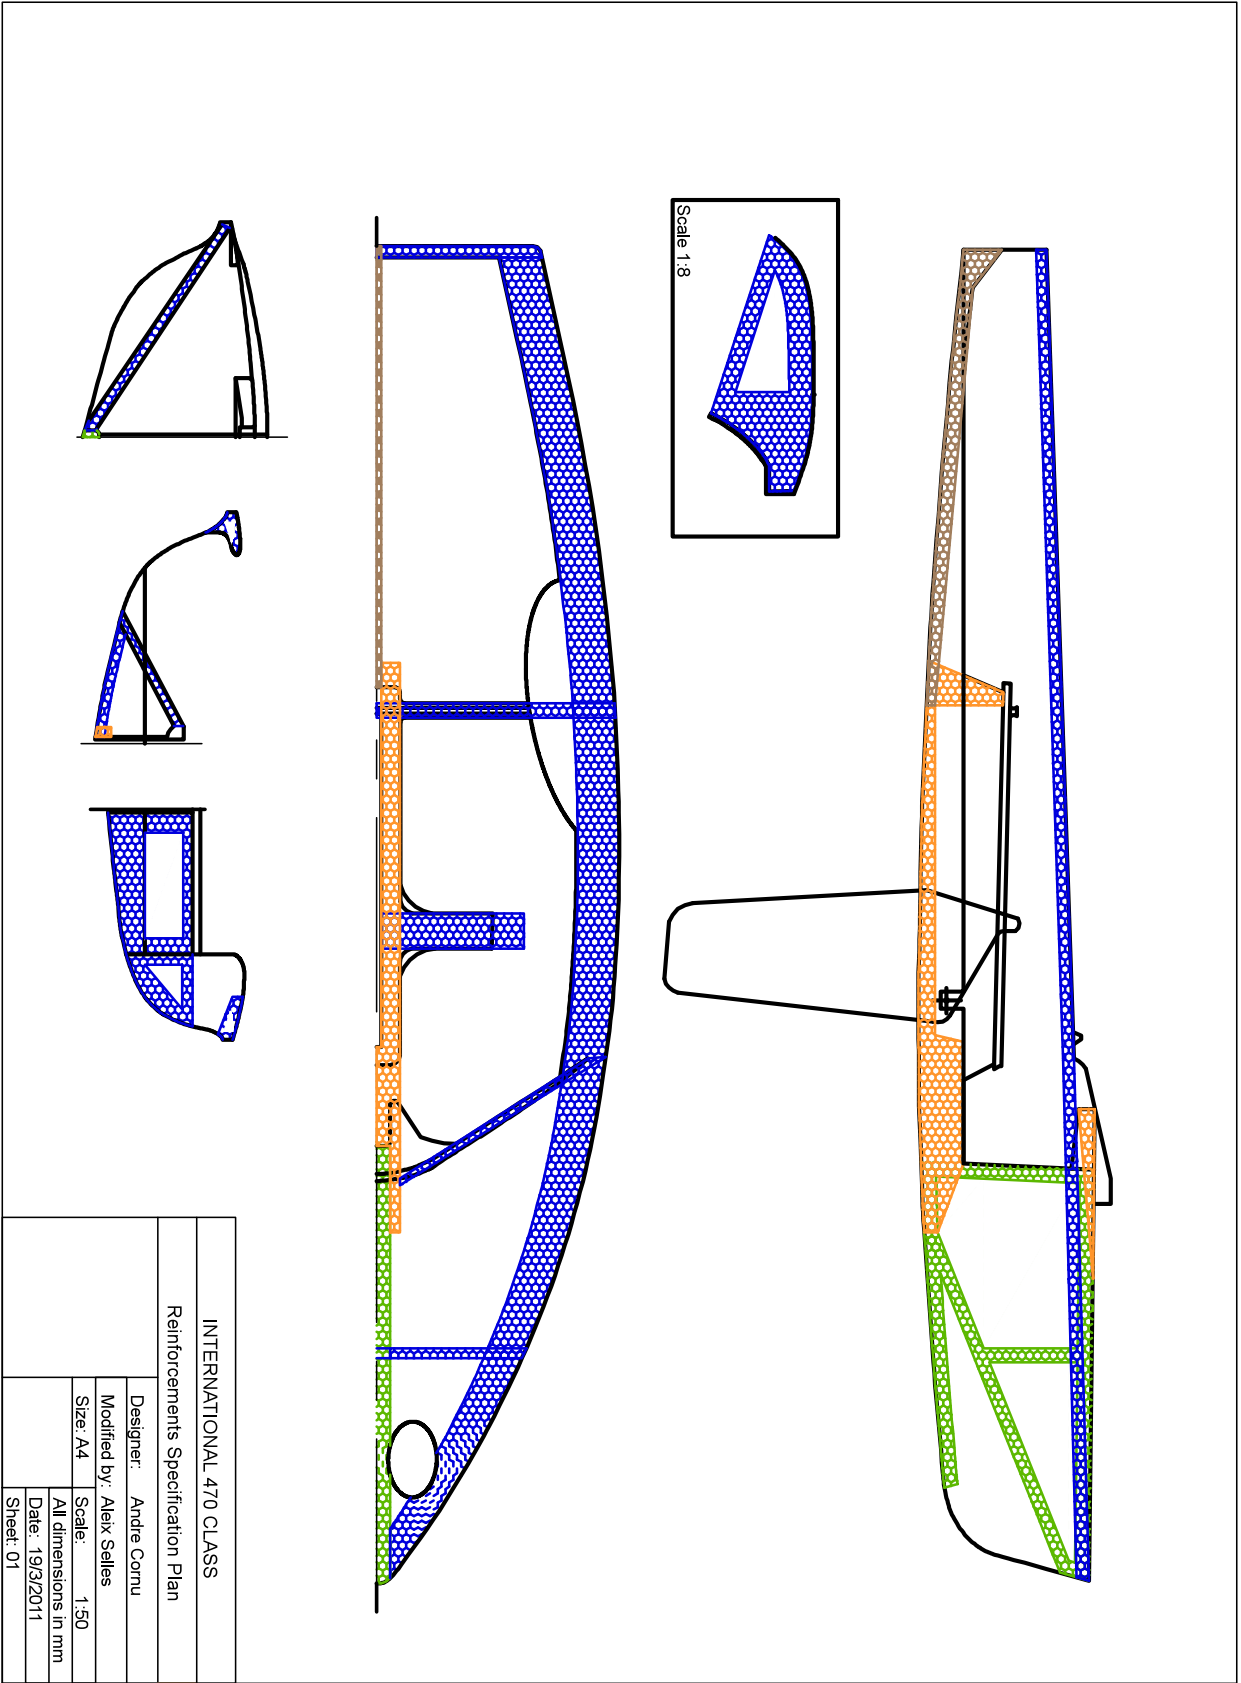 Scale 1:8
INTERNATIONAL 470 CLASS
Reinforcements Specification Plan
Designer: Andre Cornu
Modified by: Aleix Selles
Size: A4
Scale: 1:50
All dimensions in mm
Date: 19/3/2011
Sheet: 01